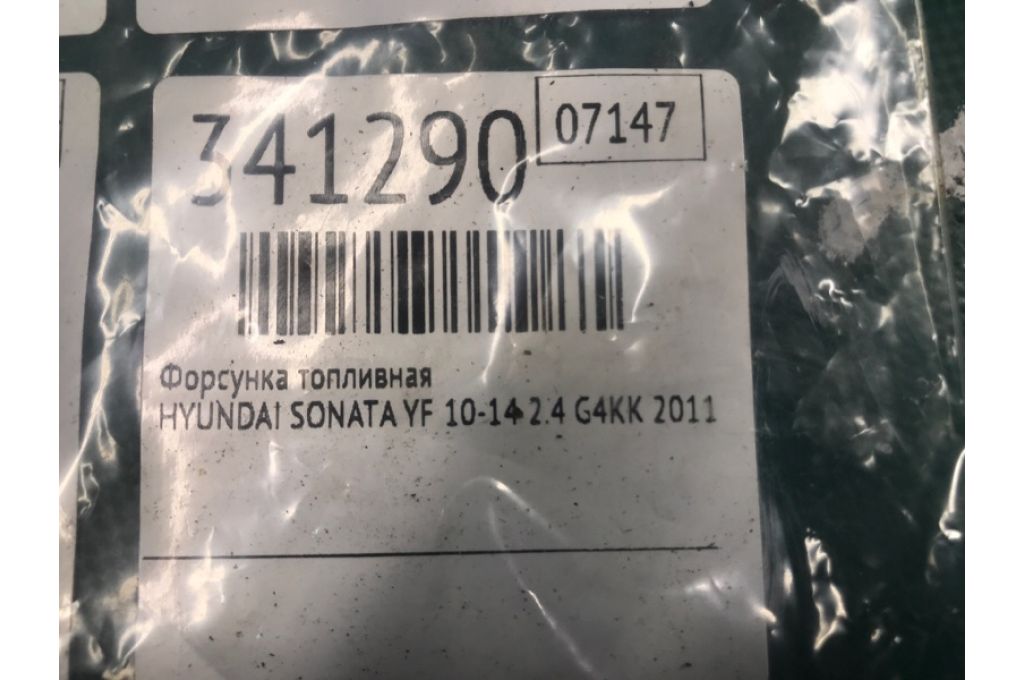 341290 07147
Форсунка топливная
HYUNDAI SONATA YF 10-14 2.4 G4KK 2011